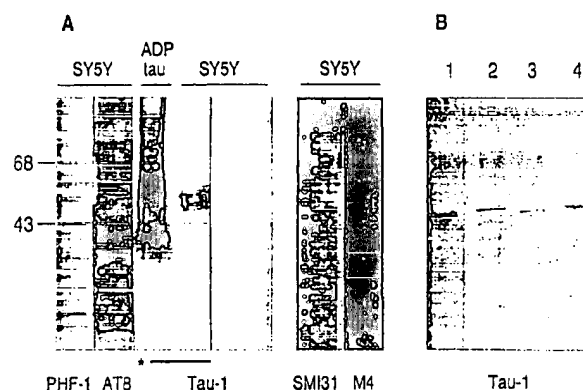 A
B
ADP
SY5Y tau SY5Y SY5Y
1 2 3 4
68
43
*
PHF-1 AT8 Tau-1 SMI31 M4 Tau-1